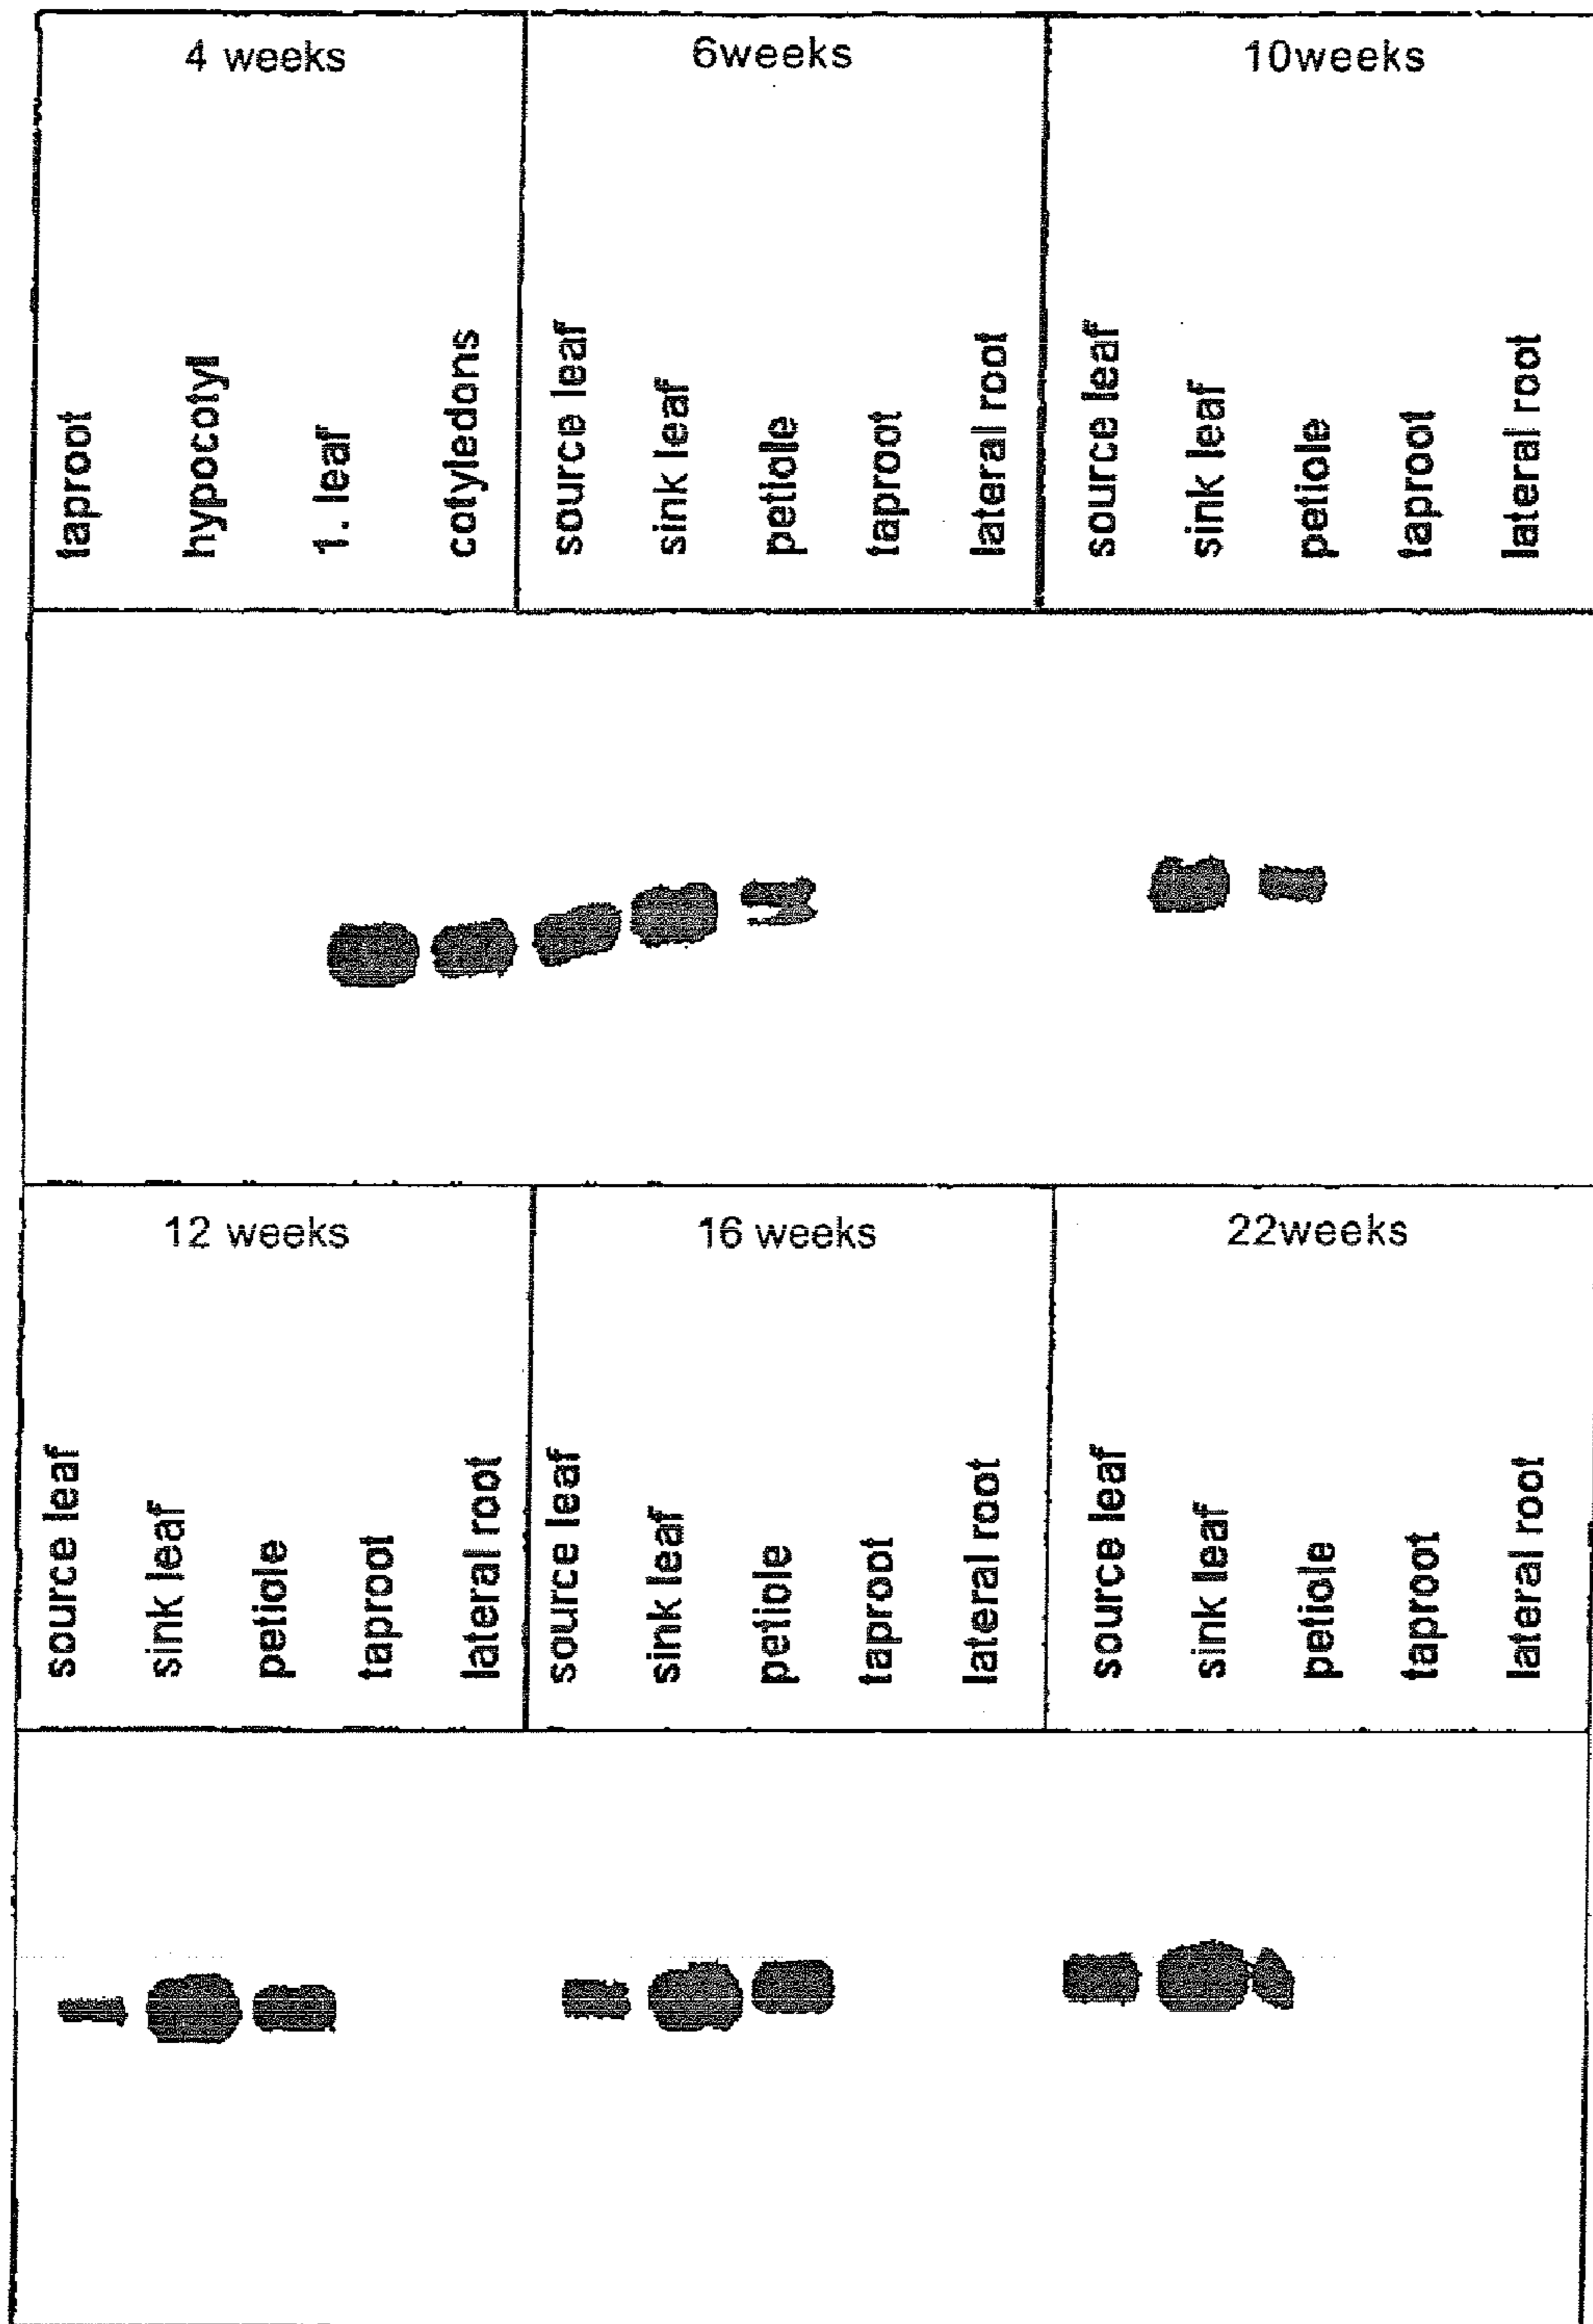 4 weeks
6weeks
10weeks
taproot
hypocotyl
1. leaf
cotyledons
source leaf
sink leaf
petiole
taproot
lateral root
source leaf
sink leaf
petiole
taproot
lateral root
12 weeks
16 weeks
22weeks
source leaf
sink leaf
petiole
taproot
lateral root
source leaf
sink leaf
petiole
taproot
lateral root
source leaf
sink leaf
petiole
taproot
lateral root